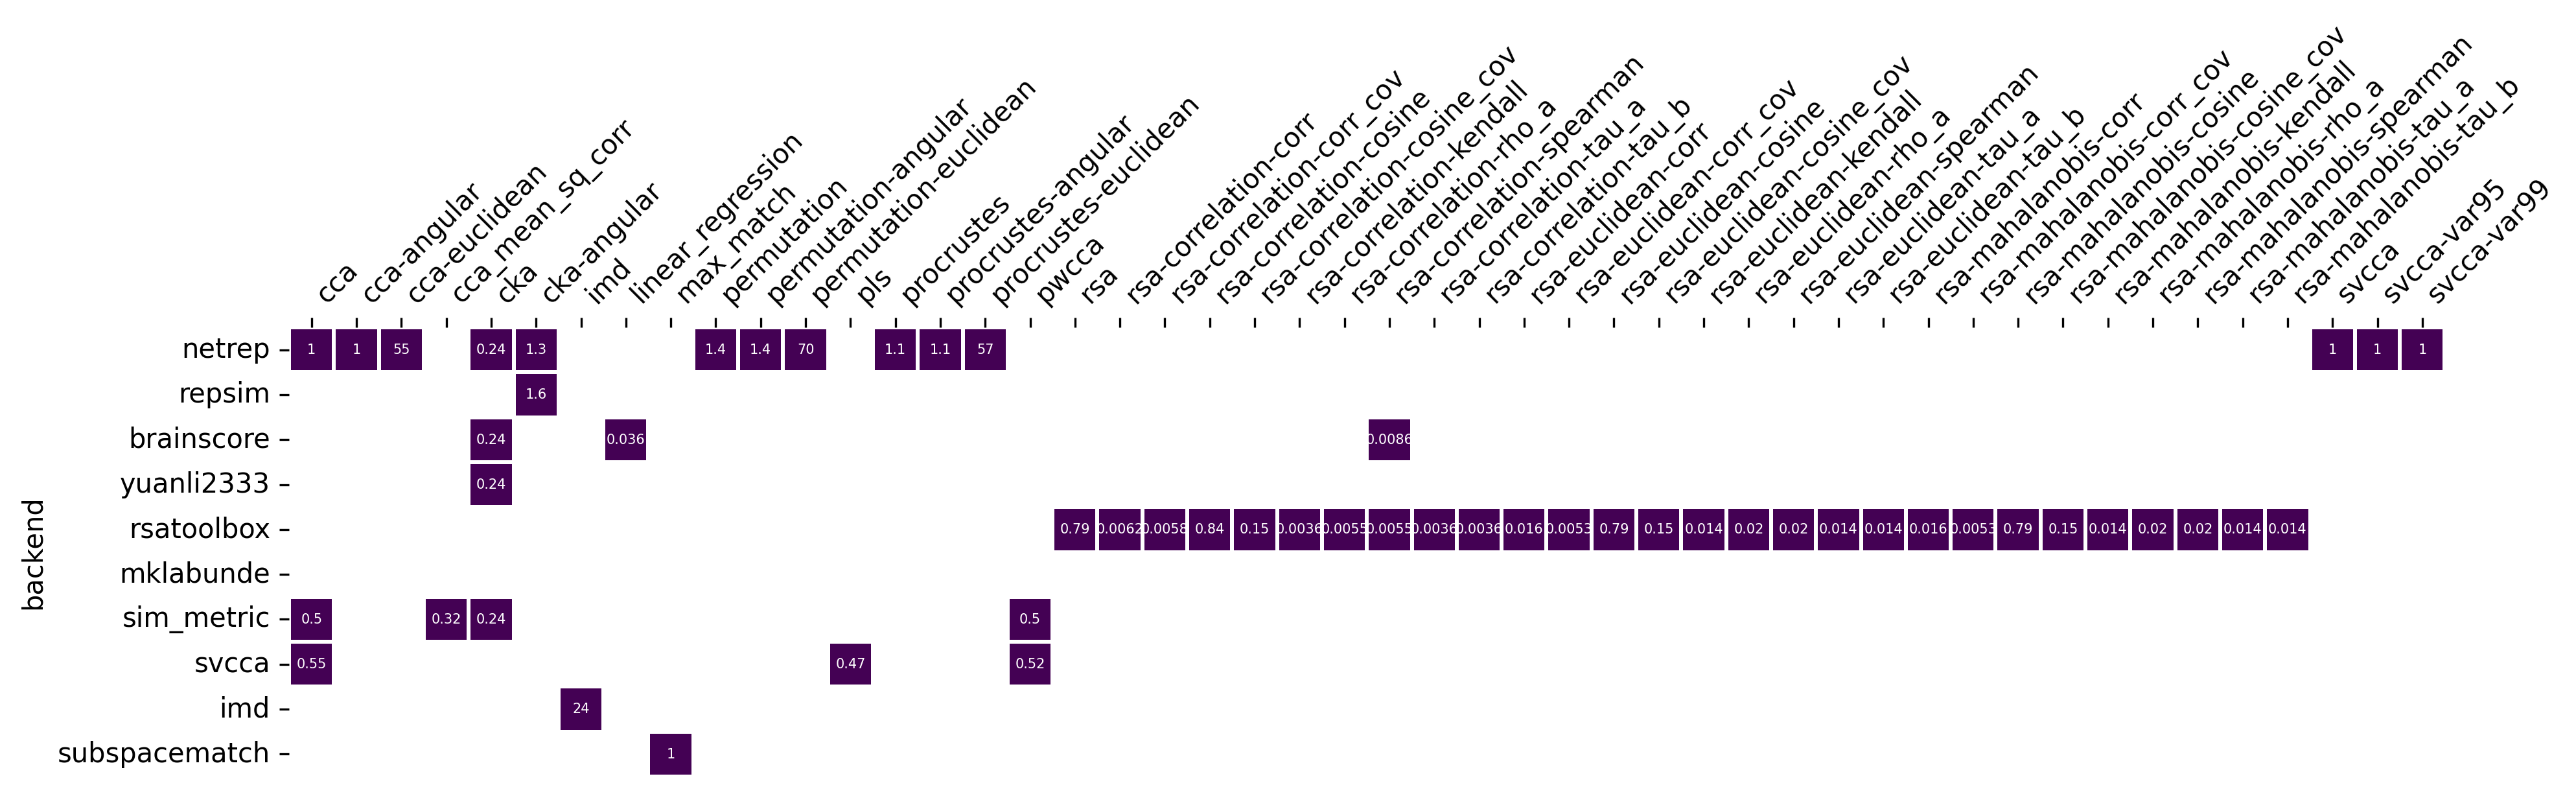 cca
cca-angular
cca-euclidean
cca_mean_sq_corr
cka
cka-angular
imd
linear_regression
max_match
permutation
permutation-angular
permutation-euclidean
pls
procrustes
procrustes-angular
procrustes-euclidean
pwcca
rsa
rsa-correlation-corr
rsa-correlation-corr_cov
rsa-correlation-cosine
rsa-correlation-cosine_cov
rsa-correlation-kendall
rsa-correlation-rho_a
rsa-correlation-spearman
rsa-correlation-tau_a
rsa-correlation-tau_b
rsa-euclidean-corr
rsa-euclidean-corr_cov
rsa-euclidean-cosine
rsa-euclidean-cosine_cov
rsa-euclidean-kendall
rsa-euclidean-rho_a
rsa-euclidean-spearman
rsa-euclidean-tau_a
rsa-euclidean-tau_b
rsa-mahalanobis-corr
rsa-mahalanobis-corr_cov
rsa-mahalanobis-cosine
rsa-mahalanobis-cosine_cov
rsa-mahalanobis-kendall
rsa-mahalanobis-rho_a
rsa-mahalanobis-spearman
rsa-mahalanobis-tau_a
rsa-mahalanobis-tau_b
svcca
svcca-var95
svcca-var99
backend
netrep 1 1 55 0.24 1.3 1.4 1.4 70 1.1 1.1 57 1 1 1
repsim 1.6
brainscore 0.24 0.036 0.0086
yuanli2333 0.24
rsatoolbox 0.79 0.0062 0.0058 0.84 0.15 0.0036 0.0055 0.0055 0.0036 0.0036 0.016 0.0053 0.79 0.15 0.014 0.02 0.02 0.014 0.014 0.016 0.0053 0.79 0.15 0.014 0.02 0.02 0.014 0.014
mklabunde
sim_metric 0.5 0.32 0.24 0.5
svcca 0.55 0.47 0.52
imd 24
subspacematch 1